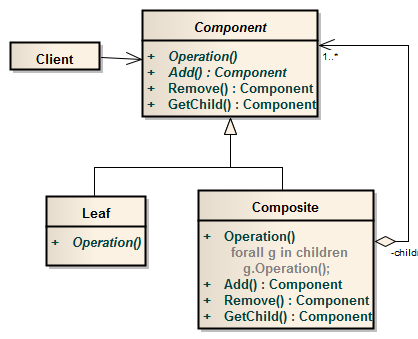 Component
+ Operation()
+ Add() : Component
+ Remove() : Component
+ GetChild() : Component
1..*
Client
Leaf
+ Operation()
Composite
+ Operation()
forall g in children
g.Operation();
+ Add() : Component
+ Remove() : Component
+ GetChild() : Component